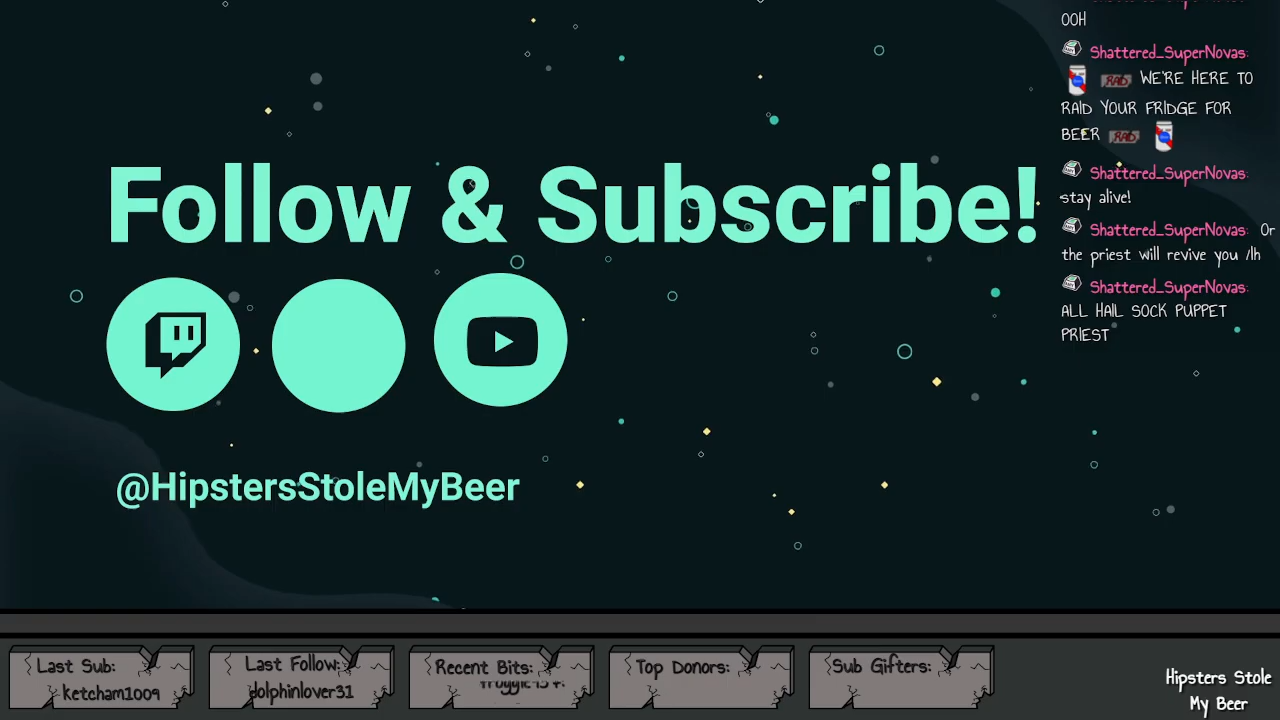 Follow & Subscribe!
@HipstersStoleMyBeer
OOH
Shattered_SuperNovas:
RAID WE'RE HERE TO
RAID YOUR FRIDGE FOR
BEER RAID
Shattered_SuperNovas:
stay alive!
Shattered_SuperNovas: Or
the priest will revive you /lh
Shattered_SuperNovas:
ALL HAIL SOCK PUPPET
PRIEST
Last Sub:
ketcham1009
Last Follow:
dolphinlover31
Recent Bits:
Top Donors:
Sub Gifters:
Hipsters Stole
My Beer